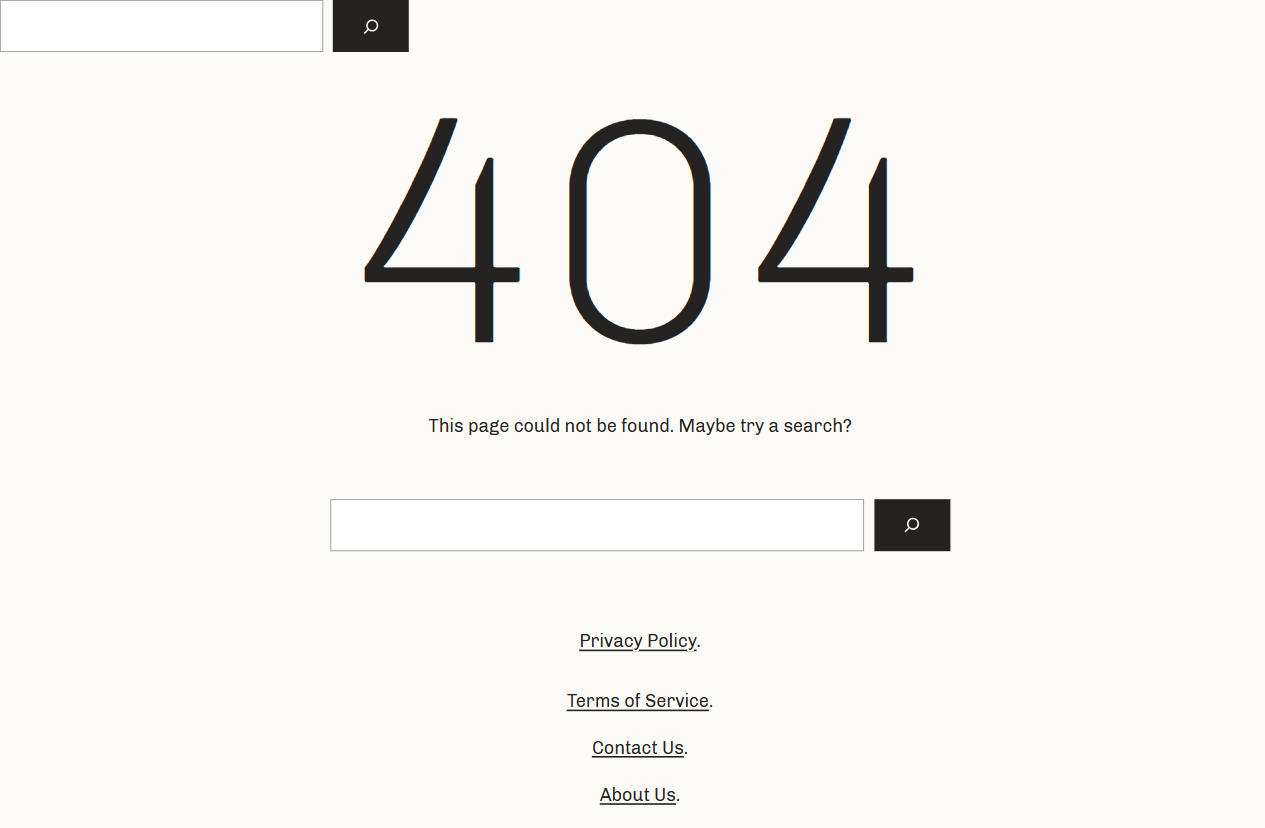 404
This page could not be found. Maybe try a search?
Privacy Policy.
Terms of Service.
Contact Us.
About Us.